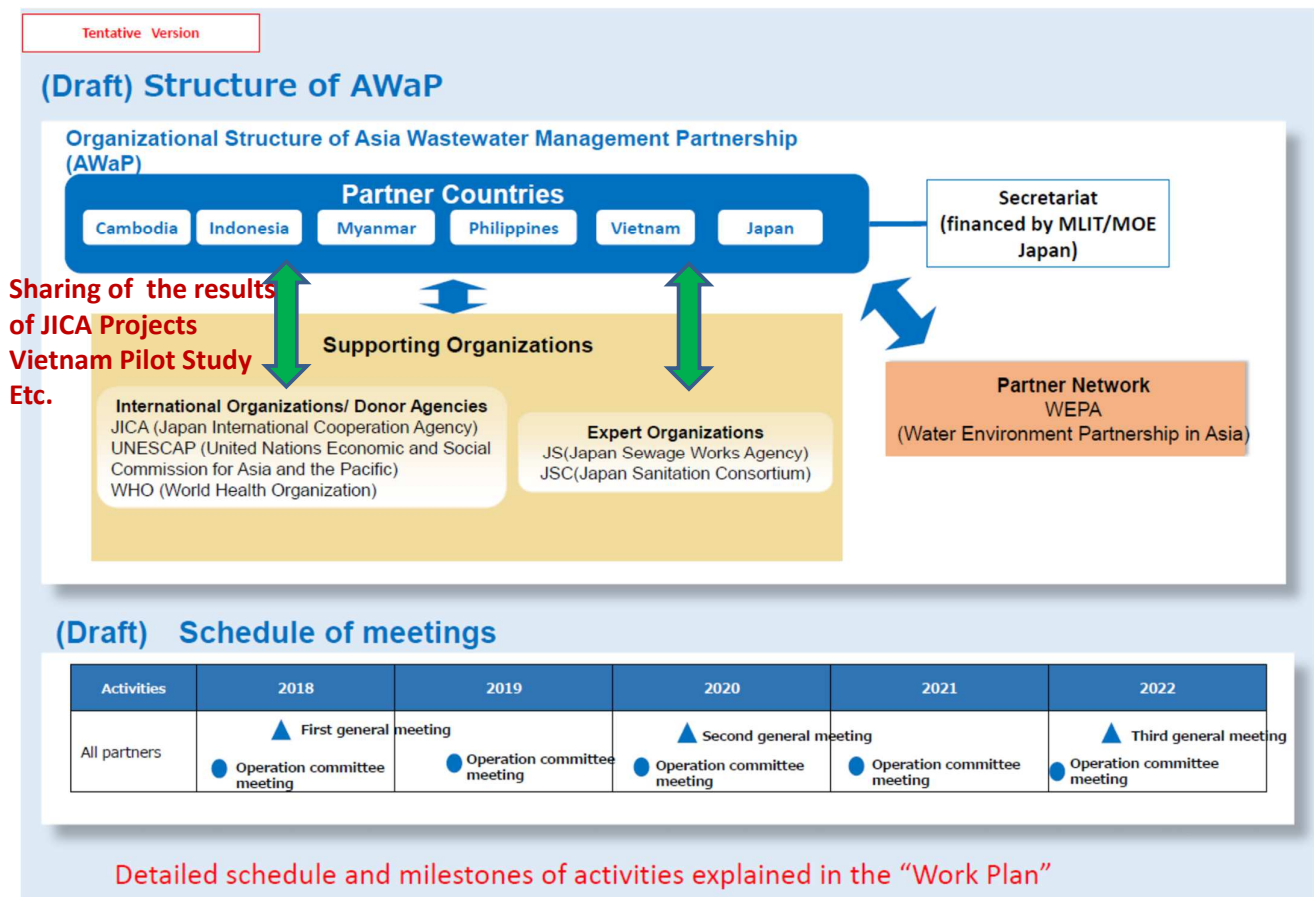 Tentative Version
(Draft) Structure of AWaP
Organizational Structure of Asia Wastewater Management Partnership
(AWaP)
Partner Countries
Cambodia
Indonesia
Myanmar
Philippines
Vietnam
Japan
Secretariat
(financed by MLIT/MOE
Japan)
Sharing of the results
of JICA Projects
Vietnam Pilot Study
Etc.
Supporting Organizations
International Organizations/ Donor Agencies
JICA (Japan International Cooperation Agency)
UNESCAP (United Nations Economic and Social
Commission for Asia and the Pacific)
WHO (World Health Organization)
Expert Organizations
JS(Japan Sewage Works Agency)
JSC(Japan Sanitation Consortium)
Partner Network
WEPA
(Water Environment Partnership in Asia)
(Draft) Schedule of meetings
Activities 2018 2019 2020 2021 2022
All partners
First general meeting
Second general meeting
Third general meeting
Operation committee
meeting
Operation committee
meeting
Operation committee
meeting
Operation committee
meeting
Operation committee
meeting
Detailed schedule and milestones of activities explained in the “Work Plan”